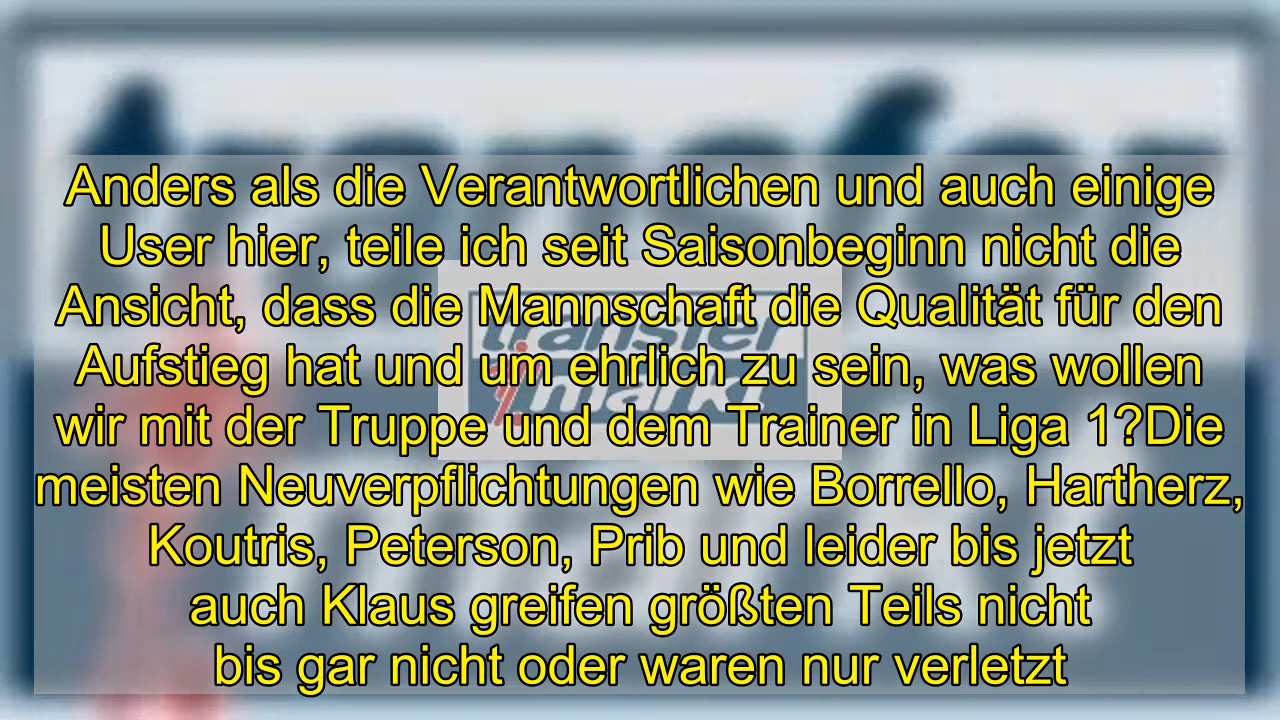 transfer
Anders als die Verantwortlichen und auch einige
User hier, teile ich seit Saisonbeginn nicht die
Ansicht, dass die Mannschaft die Qualität für den
Aufstieg hat und um ehrlich zu sein, was wollen
wir mit der Truppe und dem Trainer in Liga 1?Die
meisten Neuverpflichtungen wie Borrello, Hartherz,
Koutris, Peterson, Prib und leider bis jetzt
auch Klaus greifen größten Teils nicht
bis gar nicht oder waren nur verletzt
transfer
markt